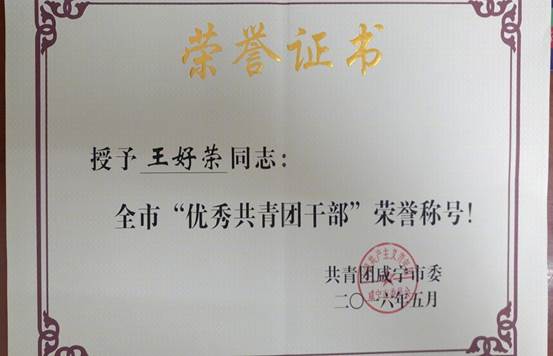 荣誉证书
授予 王好荣 同志：
全市“优秀共青团干部”荣誉称号！
共青团咸宁市委
二〇一六年五月